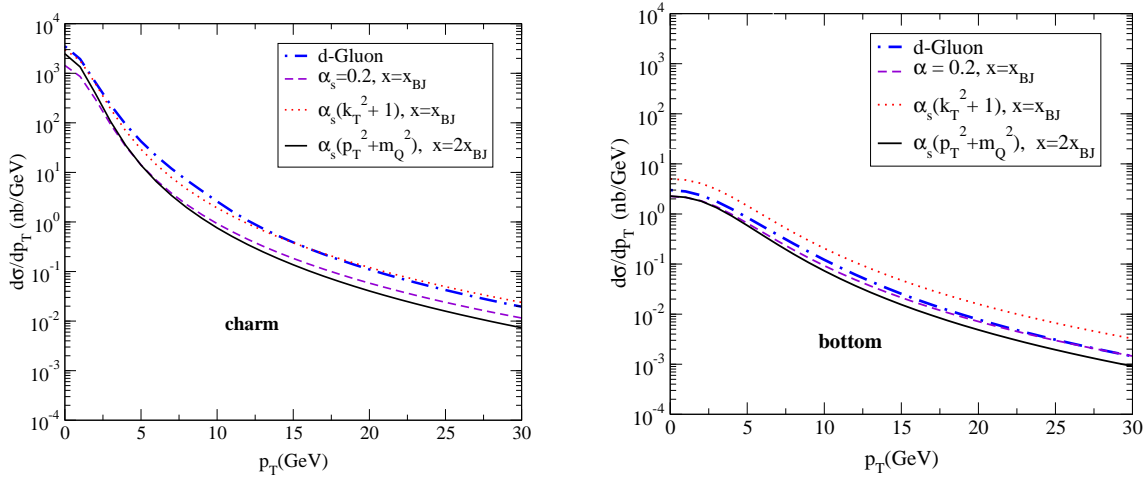 dσ/dp_T (nb/GeV)
10^4
10^3
10^2
10^1
10^0
10^-1
10^-2
10^-3
10^-4
d-Gluon
α_s=0.2, x=x_BJ
α_s(k_T^2+1), x=x_BJ
α_s(p_T^2+m_Q^2), x=2x_BJ
charm
0 5 10 15 20 25 30
p_T(GeV)
dσ/dp_T (nb/GeV)
10^4
10^3
10^2
10^1
10^0
10^-1
10^-2
10^-3
10^-4
d-Gluon
α = 0.2, x=x_BJ
α_s(k_T^2+1), x=x_BJ
α_s(p_T^2+m_Q^2), x=2x_BJ
bottom
0 5 10 15 20 25 30
p_T(GeV)